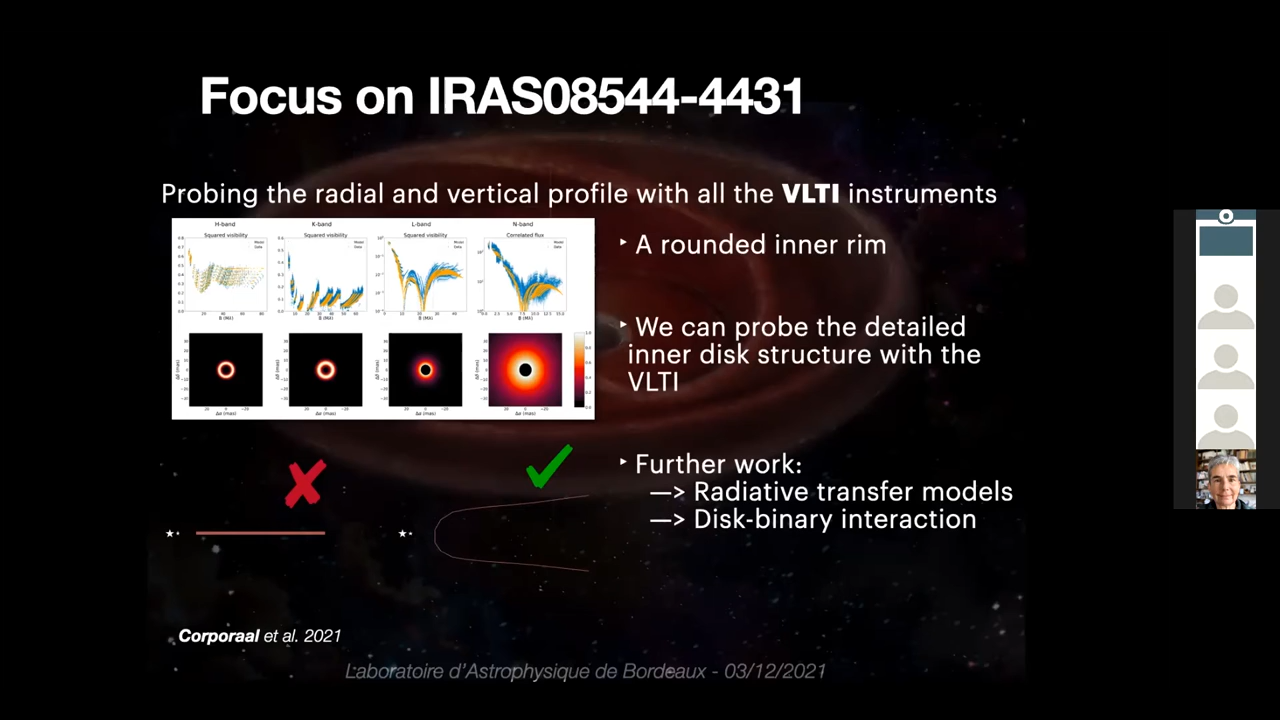 Focus on IRAS08544-4431
Probing the radial and vertical profile with all the VLTI instruments
H-band K-band L-band N-band
Squared visibility Squared visibility Squared visibility Correlated flux
‣ A rounded inner rim
‣ We can probe the detailed
inner disk structure with the
VLTI
‣ Further work:
—> Radiative transfer models
—> Disk-binary interaction
Corporaal et al. 2021
Laboratoire d'Astrophysique de Bordeaux - 03/12/2021